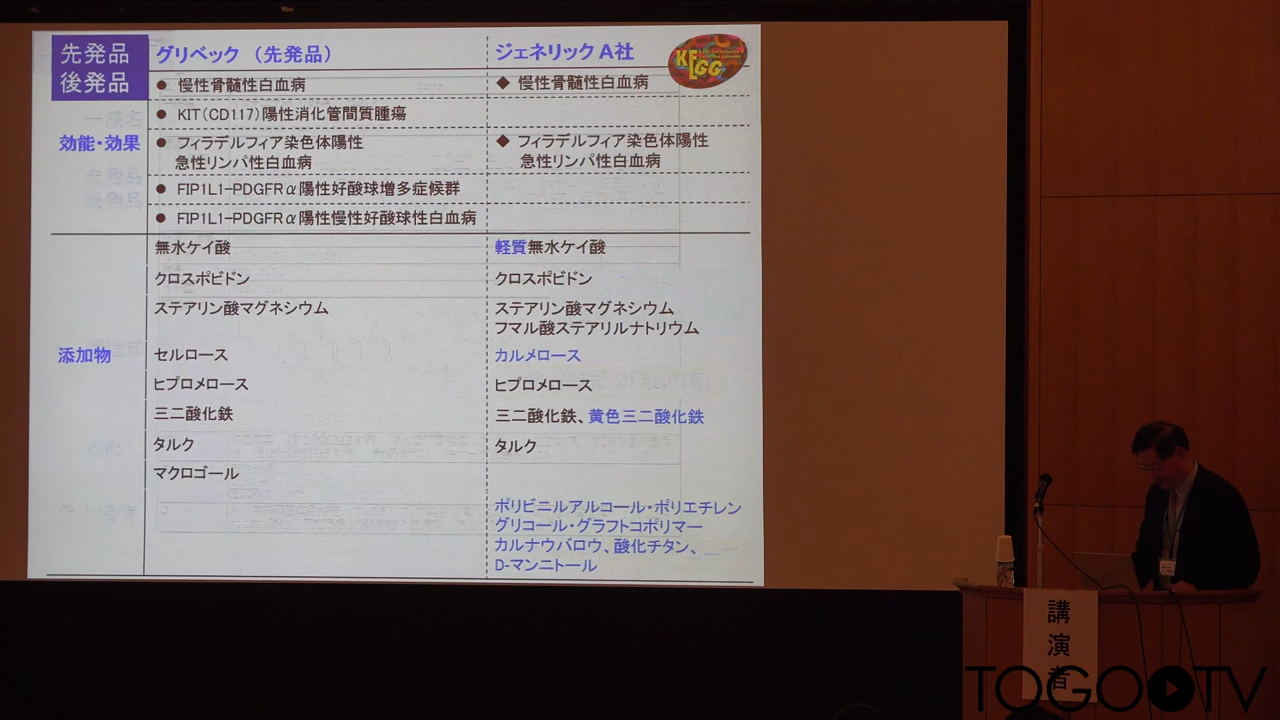 先発品
後発品
グリベック （先発品）
ジェネリックA社
KEGG
● 慢性骨髄性白血病
◆ 慢性骨髄性白血病
● KIT（CD117）陽性消化管間質腫瘍
効能・効果
● フィラデルフィア染色体陽性
急性リンパ性白血病
◆ フィラデルフィア染色体陽性
急性リンパ性白血病
● FIP1L1-PDGFRα陽性好酸球増多症候群
● FIP1L1-PDGFRα陽性慢性好酸球性白血病
添加物
無水ケイ酸
軽質無水ケイ酸
クロスポビドン
クロスポビドン
ステアリン酸マグネシウム
ステアリン酸マグネシウム
フマル酸ステアリルナトリウム
セルロース
カルメロース
ヒプロメロース
ヒプロメロース
三二酸化鉄
三二酸化鉄、黄色三二酸化鉄
タルク
タルク
マクロゴール
ポリビニルアルコール・ポリエチレン
グリコール・グラフトコポリマー
カルナウバロウ、酸化チタン、
D-マンニトール
講演者
TOGOTV